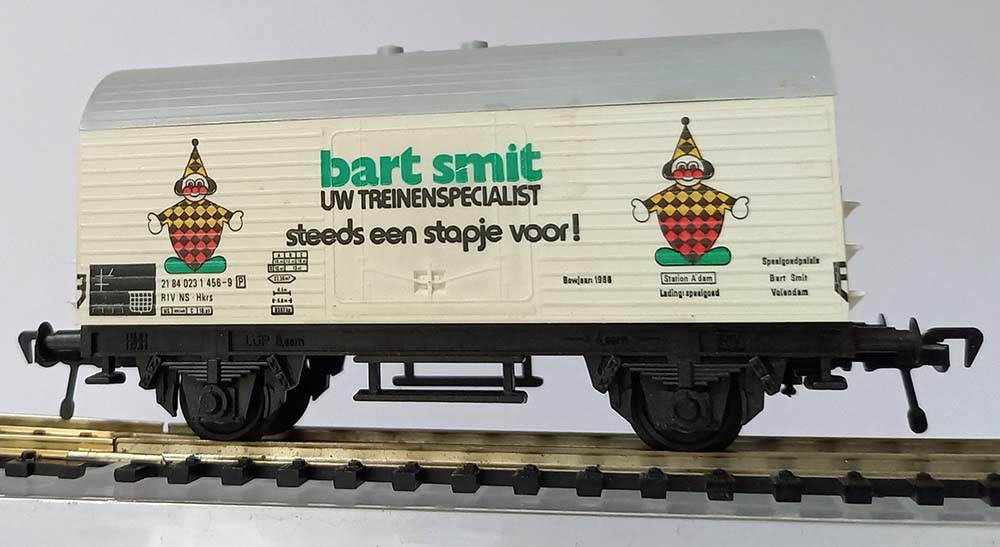 bart smit
UW TREINENSPECIALIST
steeds een stapje voor!
21 84 023 1 456-9 P
RIV NS Hkrs
Bouwjaar: 1986
Station A'dam
Lading: speelgoed
Speelgoedpaleis
Bart Smit
Volendam
LÜP